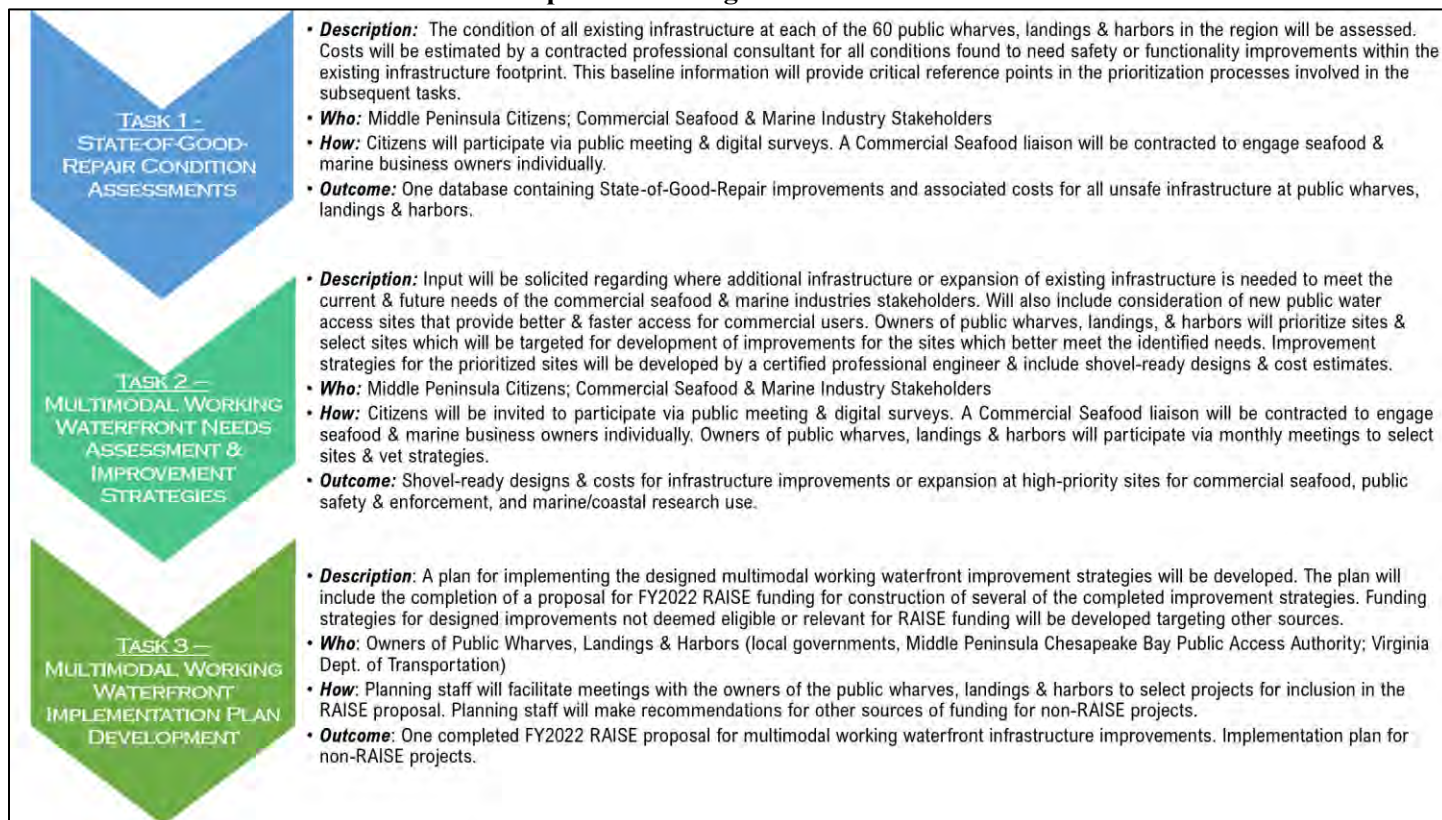 • Description: The condition of all existing infrastructure at each of the 60 public wharves, landings & harbors in the region will be assessed.
Costs will be estimated by a contracted professional consultant for all conditions found to need safety or functionality improvements within the
existing infrastructure footprint. This baseline information will provide critical reference points in the prioritization processes involved in the
subsequent tasks.
TASK 1 -
STATE-OF-GOOD-
REPAIR CONDITION
ASSESSMENTS
• Who: Middle Peninsula Citizens; Commercial Seafood & Marine Industry Stakeholders
• How: Citizens will participate via public meeting & digital surveys. A Commercial Seafood liaison will be contracted to engage seafood &
marine business owners individually.
• Outcome: One database containing State-of-Good-Repair improvements and associated costs for all unsafe infrastructure at public wharves,
landings & harbors.
• Description: Input will be solicited regarding where additional infrastructure or expansion of existing infrastructure is needed to meet the
current & future needs of the commercial seafood & marine industries stakeholders. Will also include consideration of new public water
access sites that provide better & faster access for commercial users. Owners of public wharves, landings, & harbors will prioritize sites &
select sites which will be targeted for development of improvements for the sites which better meet the identified needs. Improvement
strategies for the prioritized sites will be developed by a certified professional engineer & include shovel-ready designs & cost estimates.
TASK 2 –
MULTIMODAL WORKING
WATERFRONT NEEDS
ASSESSMENT &
IMPROVEMENT
STRATEGIES
• Who: Middle Peninsula Citizens; Commercial Seafood & Marine Industry Stakeholders
• How: Citizens will be invited to participate via public meeting & digital surveys. A Commercial Seafood liaison will be contracted to engage
seafood & marine business owners individually. Owners of public wharves, landings & harbors will participate via monthly meetings to select
sites & vet strategies.
• Outcome: Shovel-ready designs & costs for infrastructure improvements or expansion at high-priority sites for commercial seafood, public
safety & enforcement, and marine/coastal research use.
• Description: A plan for implementing the designed multimodal working waterfront improvement strategies will be developed. The plan will
include the completion of a proposal for FY2022 RAISE funding for construction of several of the completed improvement strategies. Funding
strategies for designed improvements not deemed eligible or relevant for RAISE funding will be developed targeting other sources.
TASK 3 –
MULTIMODAL WORKING
WATERFRONT
IMPLEMENTATION PLAN
DEVELOPMENT
• Who: Owners of Public Wharves, Landings & Harbors (local governments, Middle Peninsula Chesapeake Bay Public Access Authority; Virginia
Dept. of Transportation)
• How: Planning staff will facilitate meetings with the owners of the public wharves, landings & harbors to select projects for inclusion in the
RAISE proposal. Planning staff will make recommendations for other sources of funding for non-RAISE projects.
• Outcome: One completed FY2022 RAISE proposal for multimodal working waterfront infrastructure improvements. Implementation plan for
non-RAISE projects.